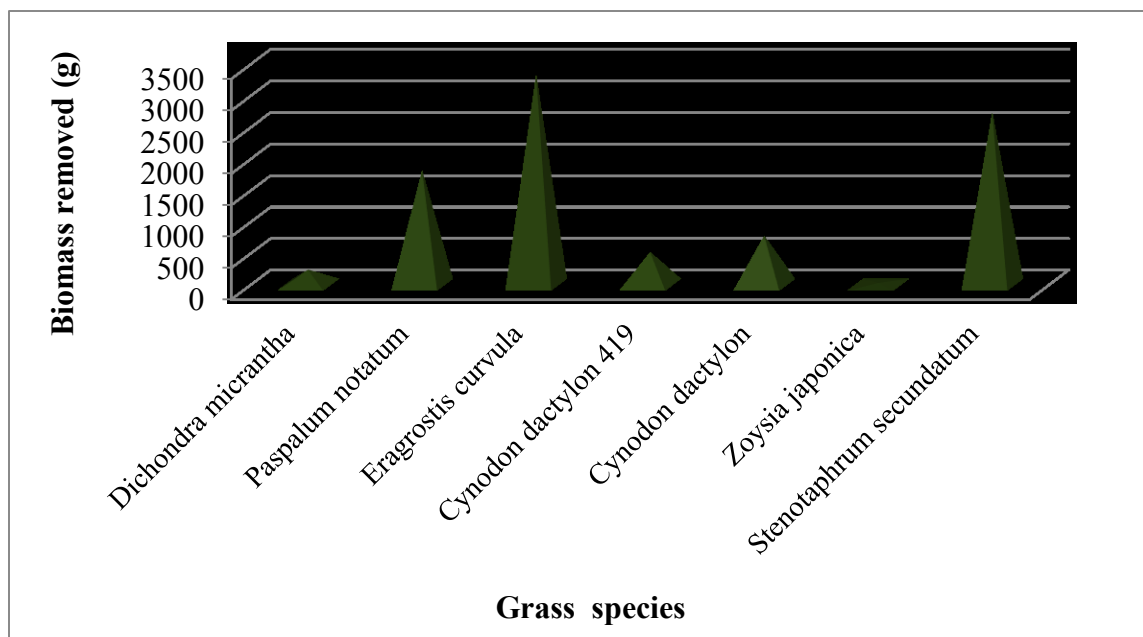 Biomass removed (g)
3500
3000
2500
2000
1500
1000
500
0
Dichondra micrantha
Paspalum notatum
Eragrostis curvula
Cynodon dactylon 419
Cynodon dactylon
Zoysia japonica
Stenotaphrum secundatum
Grass species